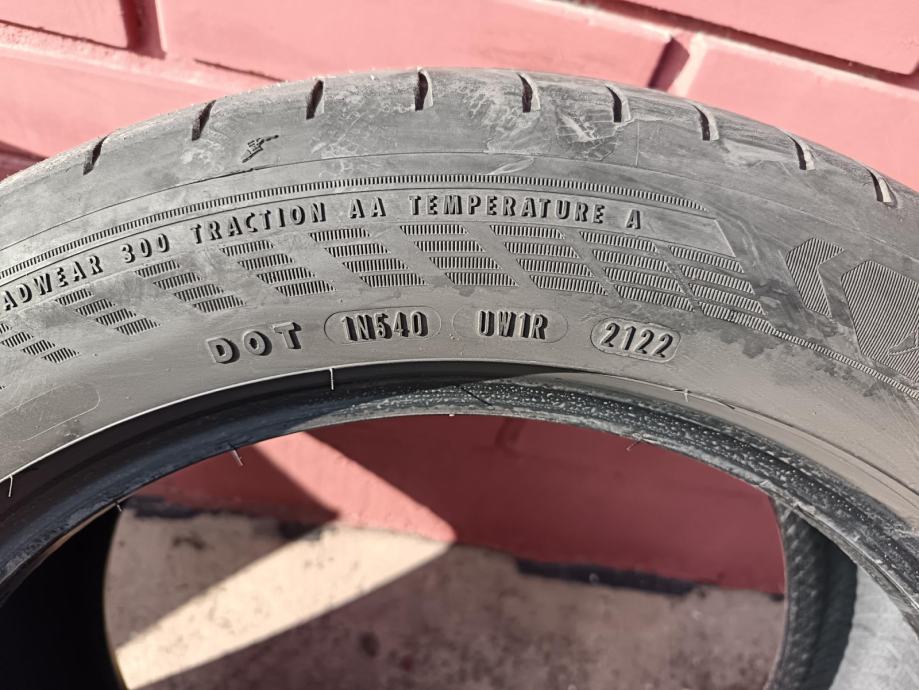 ADWEAR 300 TRACTION AA TEMPERATURE A
DOT 1N540 UW1R 2122